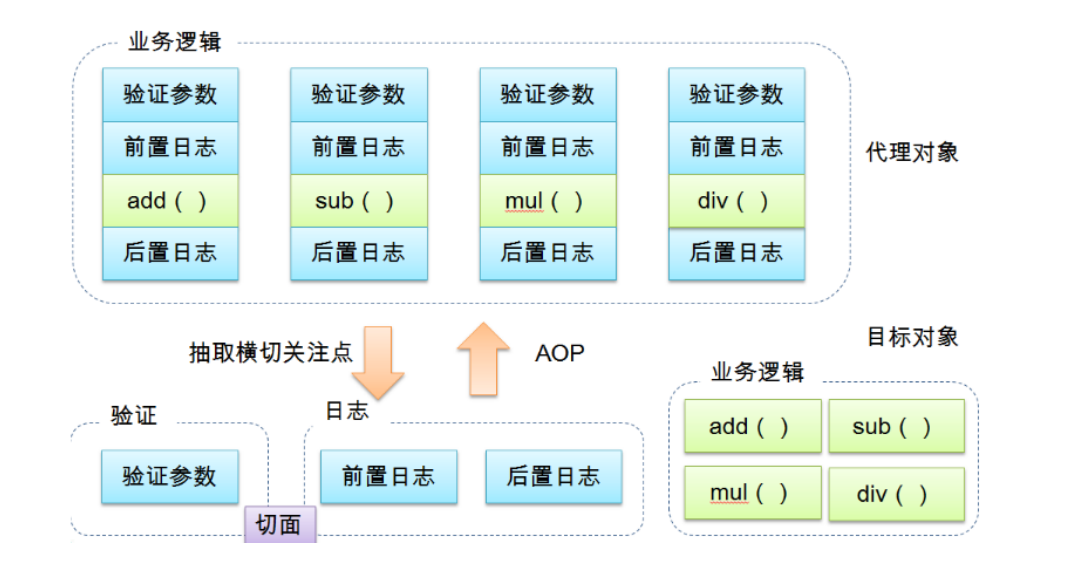 业务逻辑
验证参数 验证参数 验证参数 验证参数
前置日志 前置日志 前置日志 前置日志
代理对象
add( ) sub( ) mul( ) div( )
后置日志 后置日志 后置日志 后置日志
抽取横切关注点
AOP
目标对象
业务逻辑
add( ) sub( )
mul( ) div( )
验证
日志
验证参数
前置日志 后置日志
切面